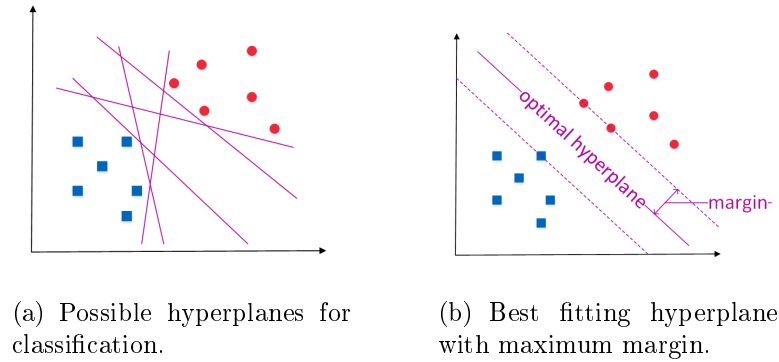 optimal hyperplane
margin-
(a) Possible hyperplanes for
classification.
(b) Best fitting hyperplane
with maximum margin.